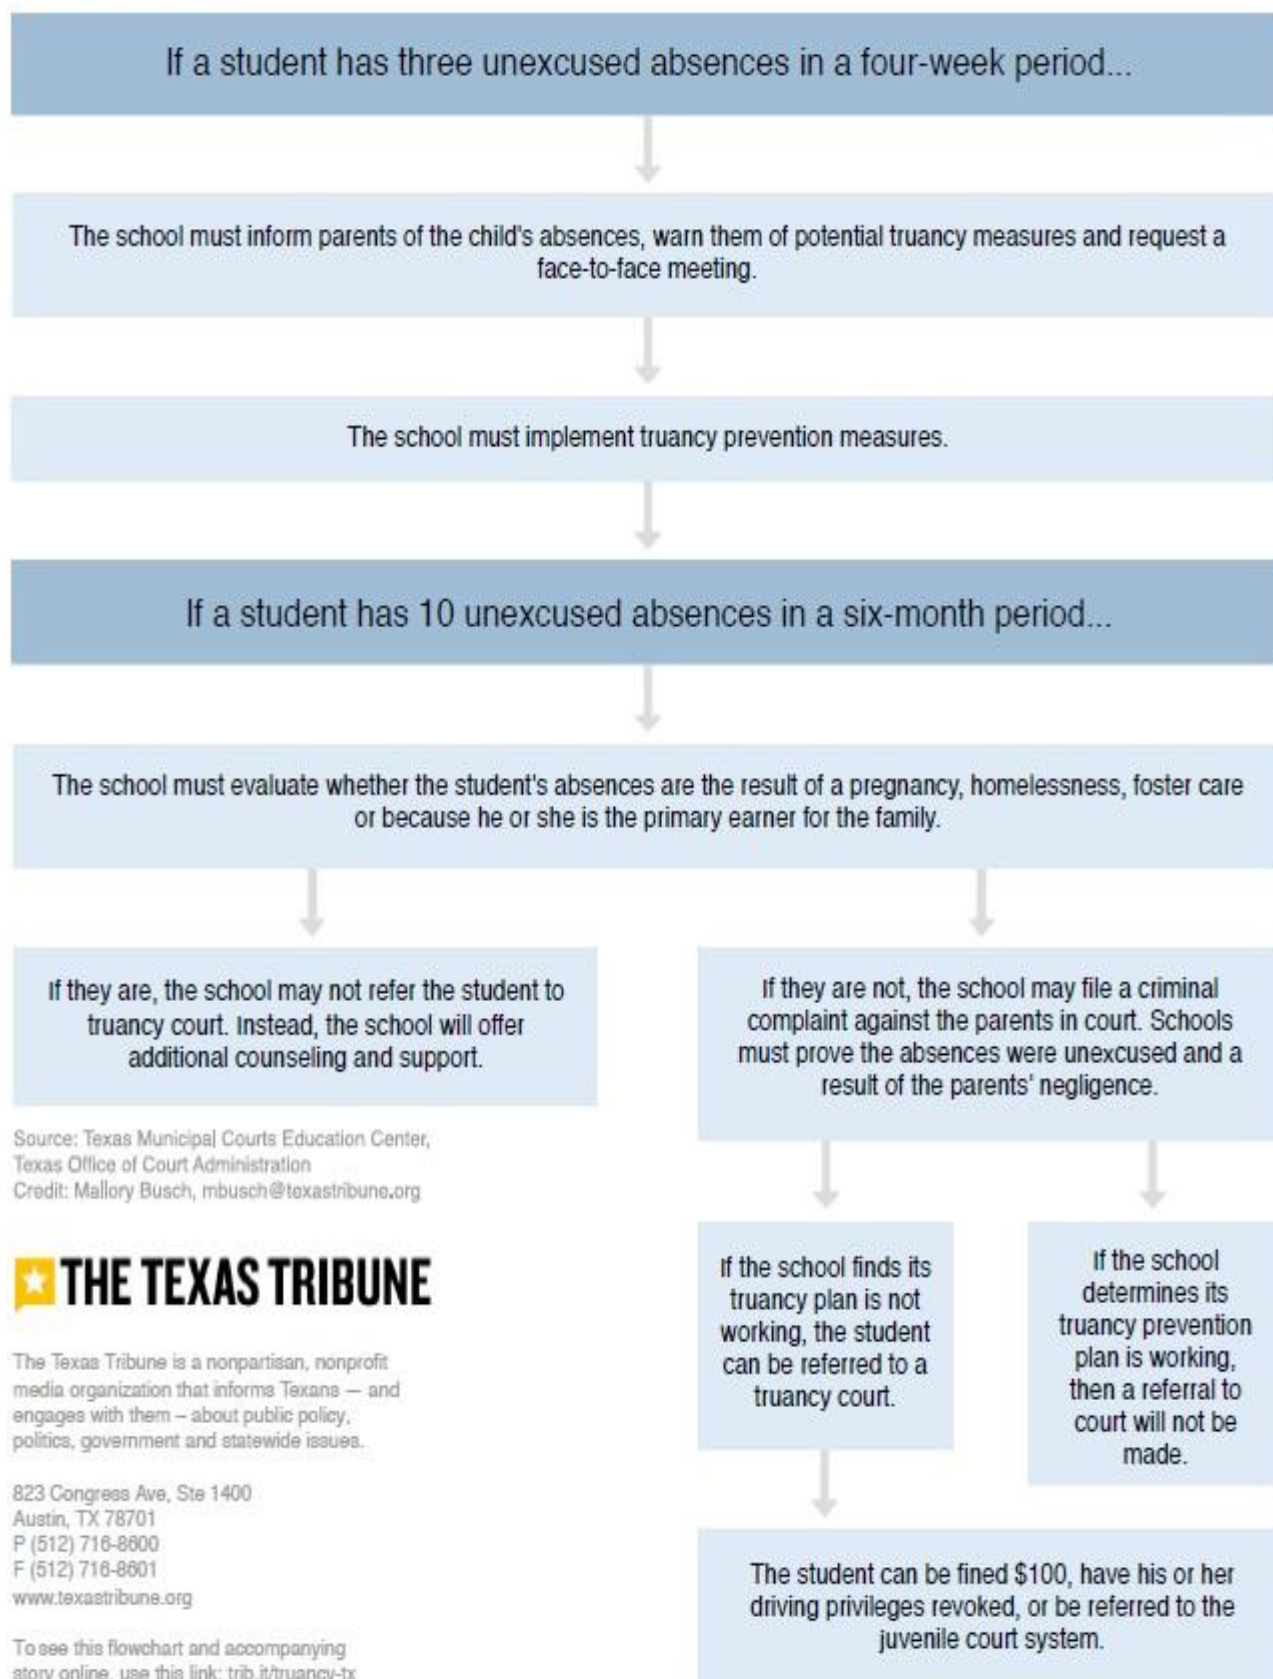 If a student has three unexcused absences in a four-week period...
The school must inform parents of the child's absences, warn them of potential truancy measures and request a
face-to-face meeting.
The school must implement truancy prevention measures.
If a student has 10 unexcused absences in a six-month period...
The school must evaluate whether the student's absences are the result of a pregnancy, homelessness, foster care
or because he or she is the primary earner for the family.
If they are, the school may not refer the student to
truancy court. Instead, the school will offer
additional counseling and support.
If they are not, the school may file a criminal
complaint against the parents in court. Schools
must prove the absences were unexcused and a
result of the parents' negligence.
If the school finds its
truancy plan is not
working, the student
can be referred to a
truancy court.
If the school
determines its
truancy prevention
plan is working,
then a referral to
court will not be
made.
The student can be fined $100, have his or her
driving privileges revoked, or be referred to the
juvenile court system.
Source: Texas Municipal Courts Education Center,
Texas Office of Court Administration
Credit: Mallory Busch, mbusch@texastribune.org
THE TEXAS TRIBUNE
The Texas Tribune is a nonpartisan, nonprofit
media organization that informs Texans — and
engages with them – about public policy,
politics, government and statewide issues.
823 Congress Ave, Ste 1400
Austin, TX 78701
P (512) 716-8600
F (512) 716-8601
www.texastribune.org
To see this flowchart and accompanying
story online, use this link: trib.it/truancy-tx